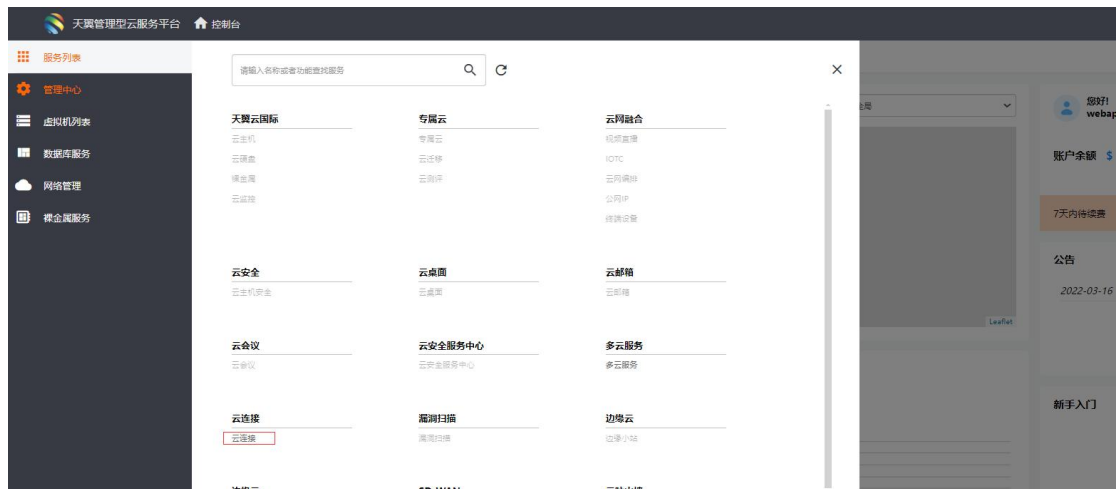 天翼管理型云服务平台 控制台
服务列表
管理中心
虚拟机列表
数据库服务
网络管理
裸金属服务
请输入名称或者功能查找服务
天翼云国际
云主机
云硬盘
裸金属
云监控
专属云
专属云
云迁移
云测评
云网融合
视频直播
IOTC
云网编排
公网IP
终端设备
云安全
云主机安全
云桌面
云桌面
云邮箱
云邮箱
云会议
云会议
云安全服务中心
云安全服务中心
多云服务
多云服务
云连接
云连接
漏洞扫描
漏洞扫描
边缘云
边缘小站
Leaflet
您好!
webap
账户余额 $
7天内待续费
公告
2022-03-16
新手入门